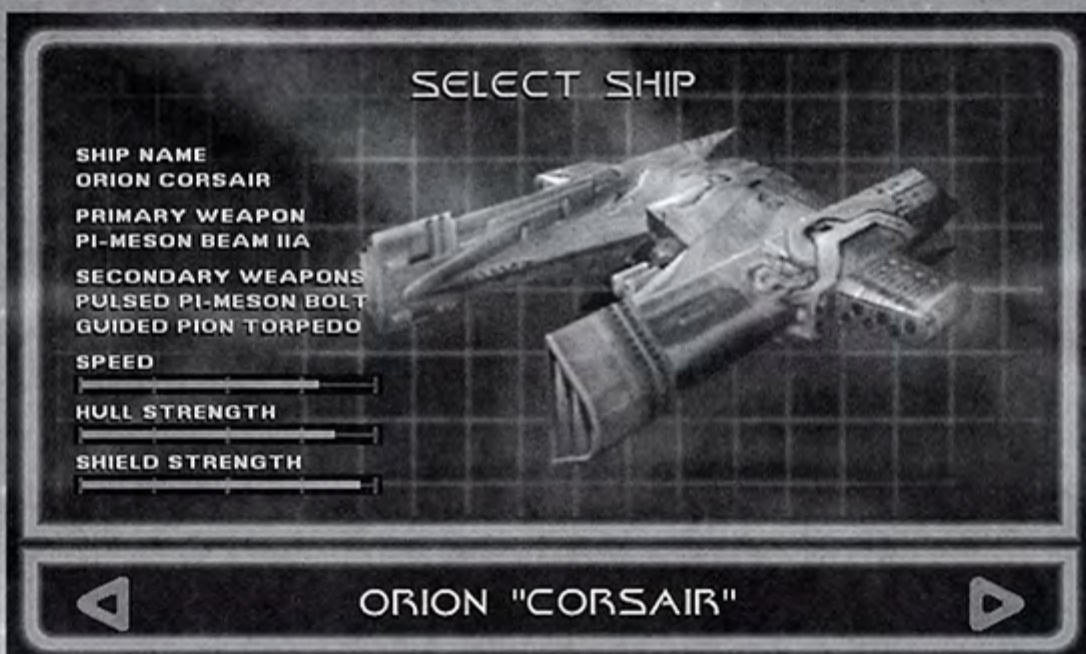 SELECT SHIP
SHIP NAME
ORION CORSAIR
PRIMARY WEAPON
PI-MESON BEAM IIA
SECONDARY WEAPONS
PULSED PI-MESON BOLT
GUIDED PION TORPEDO
SPEED
HULL STRENGTH
SHIELD STRENGTH
ORION "CORSAIR"